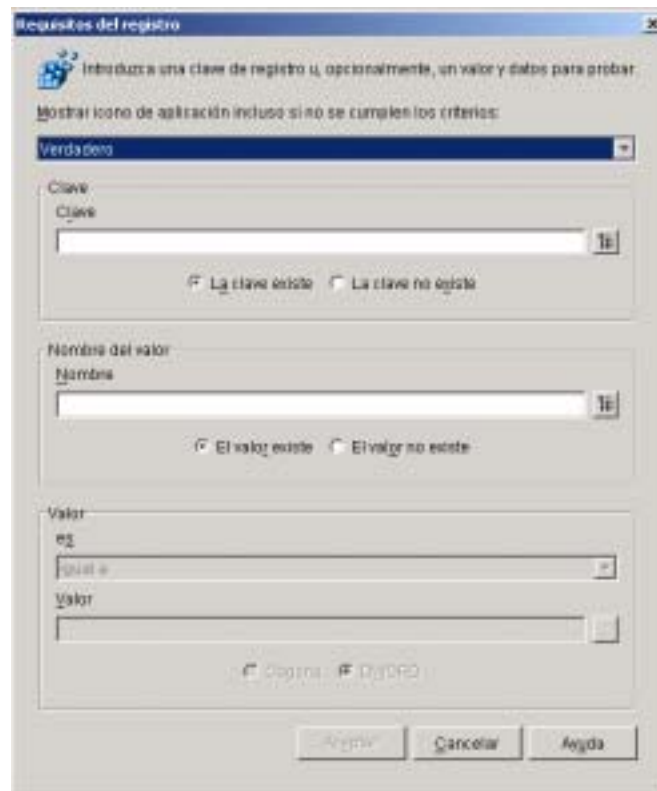 Requisitos del registro
Introduzca una clave de registro u, opcionalmente, un valor y datos para probar
Mostrar icono de aplicación incluso si no se cumplen los criterios:
Verdadero
Clave
Clave
La clave existe La clave no existe
Nombre del valor
Nombre
El valor existe El valor no existe
Valor
es
igual a
Valor
DWORD
Aceptar Cancelar Ayuda